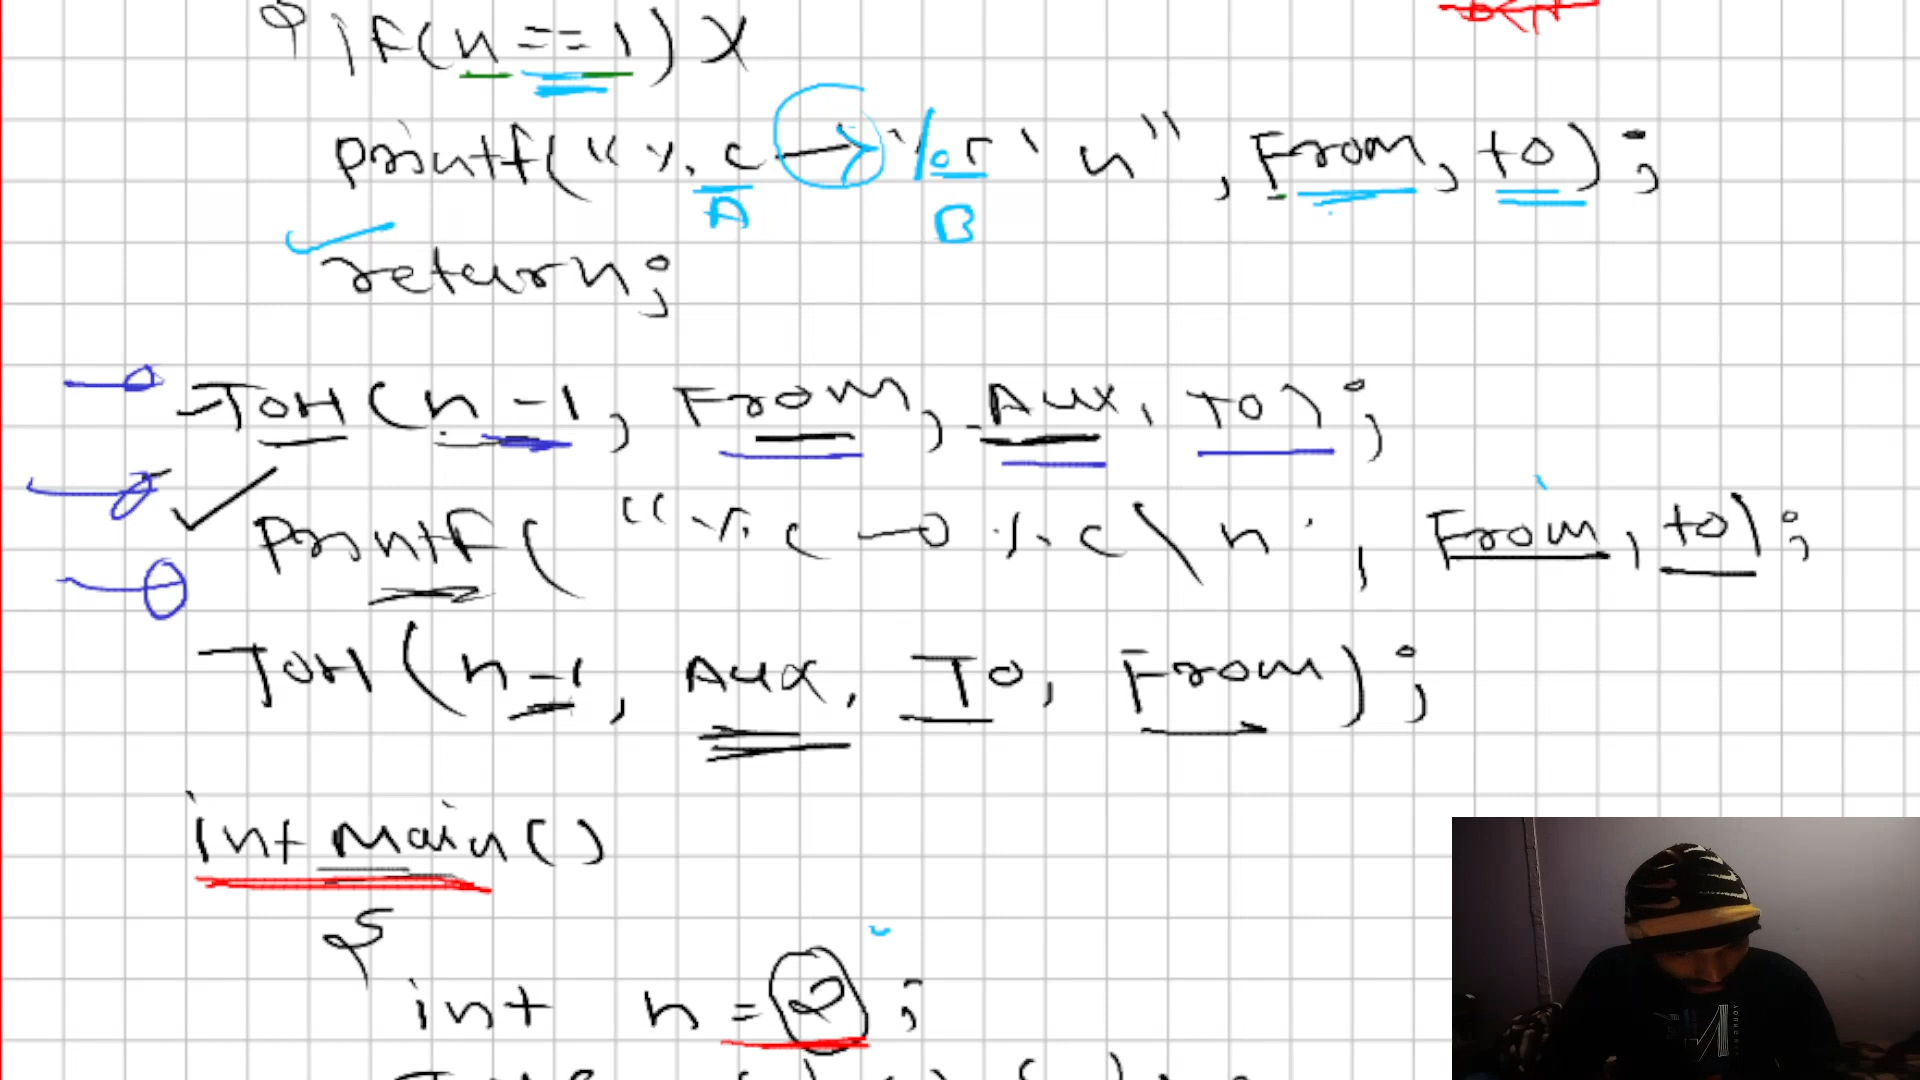 if(n==1)
printf("%c → %c\n", From, to);
A B
return;
TOH(n-1, From, Aux, To);
printf("%c → %c\n", From, to);
TOH(n-1, Aux, To, From);
int main()
{
int n = 2;